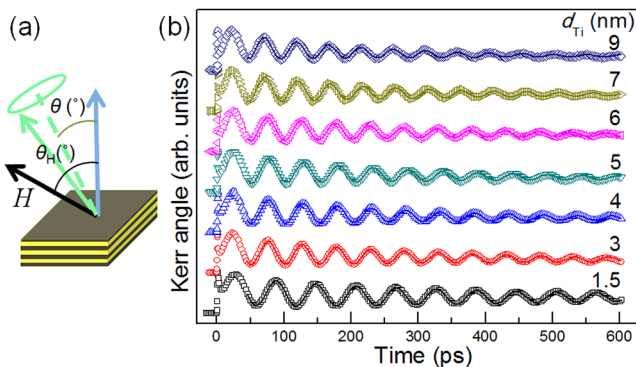 (a)
θ (°)
θH(°)
H
(b)
dTi (nm)
9
7
6
5
4
3
1.5
Kerr angle (arb. units)
0 100 200 300 400 500 600
Time (ps)